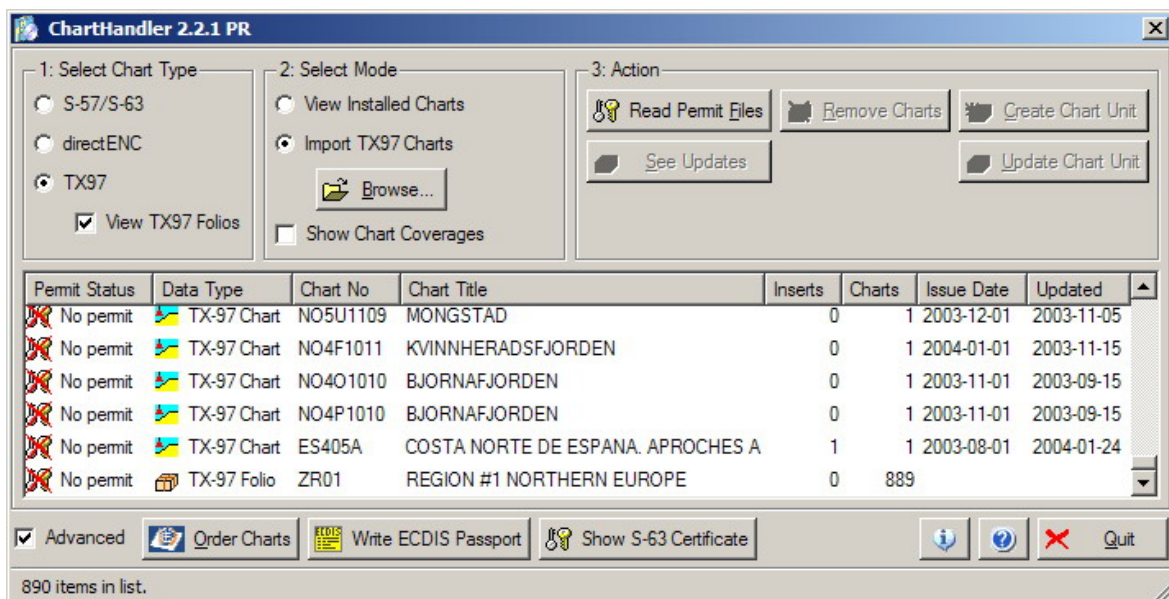 ChartHandler 2.2.1 PR
1: Select Chart Type
S-57/S-63
directENC
TX97
View TX97 Folios
2: Select Mode
View Installed Charts
Import TX97 Charts
Browse...
Show Chart Coverages
3: Action
Read Permit Files
Remove Charts
Create Chart Unit
See Updates
Update Chart Unit
Permit Status Data Type Chart No Chart Title Inserts Charts Issue Date Updated
No permit TX-97 Chart NO5U1109 MONGSTAD 0 1 2003-12-01 2003-11-05
No permit TX-97 Chart NO4F1011 KVINNHERADSFJORDEN 0 1 2004-01-01 2003-11-15
No permit TX-97 Chart NO4O1010 BJORNAFJORDEN 0 1 2003-11-01 2003-09-15
No permit TX-97 Chart NO4P1010 BJORNAFJORDEN 0 1 2003-11-01 2003-09-15
No permit TX-97 Chart ES405A COSTA NORTE DE ESPANA. APROCHES A 1 1 2003-08-01 2004-01-24
No permit TX-97 Folio ZR01 REGION #1 NORTHERN EUROPE 0 889
Advanced
Order Charts
ECDIS
Write ECDIS Passport
Show S-63 Certificate
Quit
890 items in list.